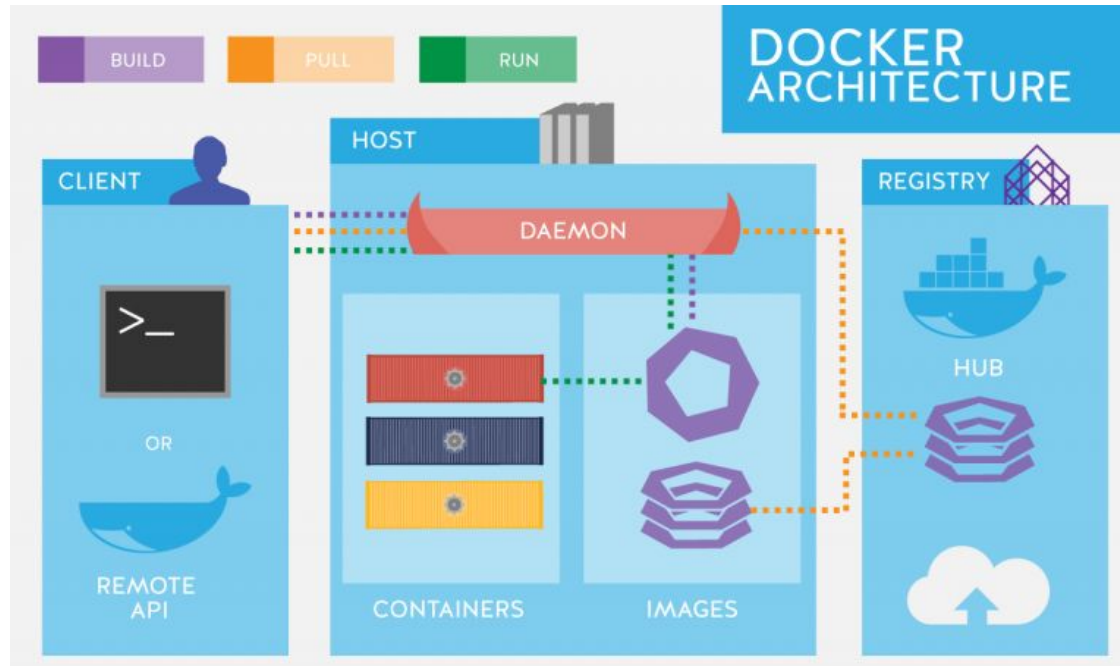 BUILD
PULL
RUN
DOCKER
ARCHITECTURE
HOST
CLIENT
REGISTRY
DAEMON
>_
HUB
OR
REMOTE
API
CONTAINERS
IMAGES